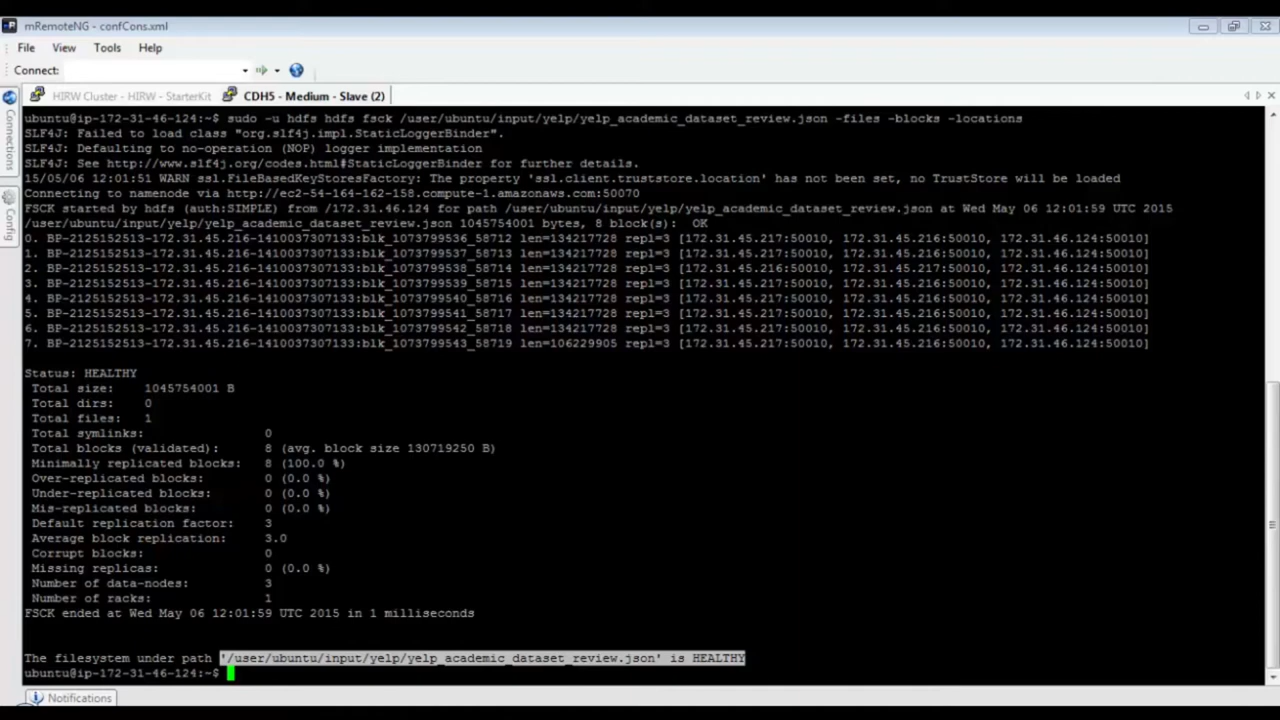 mRemoteNG - confCons.xml
File View Tools Help
Connect:
HIRW Cluster - HIRW - StarterKit CDH5 - Medium - Slave (2)
Connections
Config
ubuntu@ip-172-31-46-124:~$ sudo -u hdfs hdfs fsck /user/ubuntu/input/yelp/yelp_academic_dataset_review.json -files -blocks -locations
SLF4J: Failed to load class "org.slf4j.impl.StaticLoggerBinder".
SLF4J: Defaulting to no-operation (NOP) logger implementation
SLF4J: See http://www.slf4j.org/codes.html#StaticLoggerBinder for further details.
15/05/06 12:01:51 WARN ssl.FileBasedKeyStoresFactory: The property 'ssl.client.truststore.location' has not been set, no TrustStore will be loaded
Connecting to namenode via http://ec2-54-164-162-158.compute-1.amazonaws.com:50070
FSCK started by hdfs (auth:SIMPLE) from /172.31.46.124 for path /user/ubuntu/input/yelp/yelp_academic_dataset_review.json at Wed May 06 12:01:59 UTC 2015
/user/ubuntu/input/yelp/yelp_academic_dataset_review.json 1045754001 bytes, 8 block(s): OK
0. BP-2125152513-172.31.45.216-1410037307133:blk_1073799536_58712 len=134217728 repl=3 [172.31.45.217:50010, 172.31.45.216:50010, 172.31.46.124:50010]
1. BP-2125152513-172.31.45.216-1410037307133:blk_1073799537_58713 len=134217728 repl=3 [172.31.45.217:50010, 172.31.45.216:50010, 172.31.46.124:50010]
2. BP-2125152513-172.31.45.216-1410037307133:blk_1073799538_58714 len=134217728 repl=3 [172.31.45.216:50010, 172.31.45.217:50010, 172.31.46.124:50010]
3. BP-2125152513-172.31.45.216-1410037307133:blk_1073799539_58715 len=134217728 repl=3 [172.31.45.217:50010, 172.31.45.216:50010, 172.31.46.124:50010]
4. BP-2125152513-172.31.45.216-1410037307133:blk_1073799540_58716 len=134217728 repl=3 [172.31.45.217:50010, 172.31.45.216:50010, 172.31.46.124:50010]
5. BP-2125152513-172.31.45.216-1410037307133:blk_1073799541_58717 len=134217728 repl=3 [172.31.45.217:50010, 172.31.45.216:50010, 172.31.46.124:50010]
6. BP-2125152513-172.31.45.216-1410037307133:blk_1073799542_58718 len=134217728 repl=3 [172.31.45.217:50010, 172.31.45.216:50010, 172.31.46.124:50010]
7. BP-2125152513-172.31.45.216-1410037307133:blk_1073799543_58719 len=106229905 repl=3 [172.31.45.217:50010, 172.31.45.216:50010, 172.31.46.124:50010]
Status: HEALTHY
Total size: 1045754001 B
Total dirs: 0
Total files: 1
Total symlinks: 0
Total blocks (validated): 8 (avg. block size 130719250 B)
Minimally replicated blocks: 8 (100.0 %)
Over-replicated blocks: 0 (0.0 %)
Under-replicated blocks: 0 (0.0 %)
Mis-replicated blocks: 0 (0.0 %)
Default replication factor: 3
Average block replication: 3.0
Corrupt blocks: 0
Missing replicas: 0 (0.0 %)
Number of data-nodes: 3
Number of racks: 1
FSCK ended at Wed May 06 12:01:59 UTC 2015 in 1 milliseconds
The filesystem under path '/user/ubuntu/input/yelp/yelp_academic_dataset_review.json' is HEALTHY
ubuntu@ip-172-31-46-124:~$
Notifications